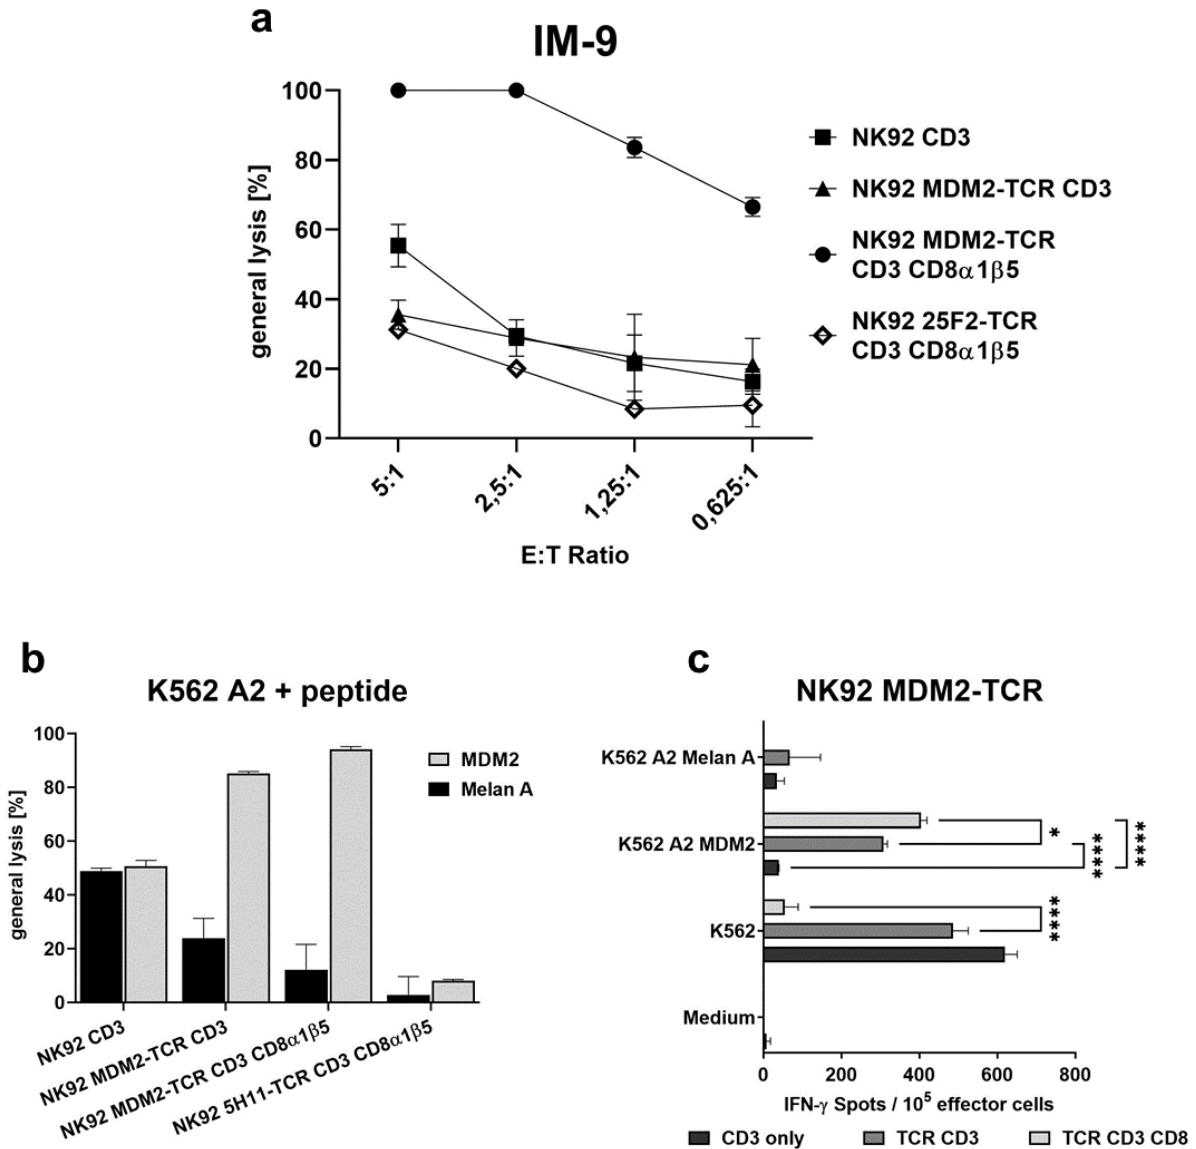 a
IM-9
general lysis [%]
100
80
60
40
20
0
5:1
2,5:1
1,25:1
0,625:1
E:T Ratio
NK92 CD3
NK92 MDM2-TCR CD3
NK92 MDM2-TCR
CD3 CD8α1β5
NK92 25F2-TCR
CD3 CD8α1β5
b
K562 A2 + peptide
general lysis [%]
100
80
60
40
20
0
MDM2
Melan A
NK92 CD3
NK92 MDM2-TCR CD3
NK92 MDM2-TCR CD3 CD8α1β5
NK92 5H11-TCR CD3 CD8α1β5
c
NK92 MDM2-TCR
K562 A2 Melan A
K562 A2 MDM2
K562
Medium
*
****
****
****
0 200 400 600 800
IFN-γ Spots / 10⁵ effector cells
CD3 only TCR CD3 TCR CD3 CD8